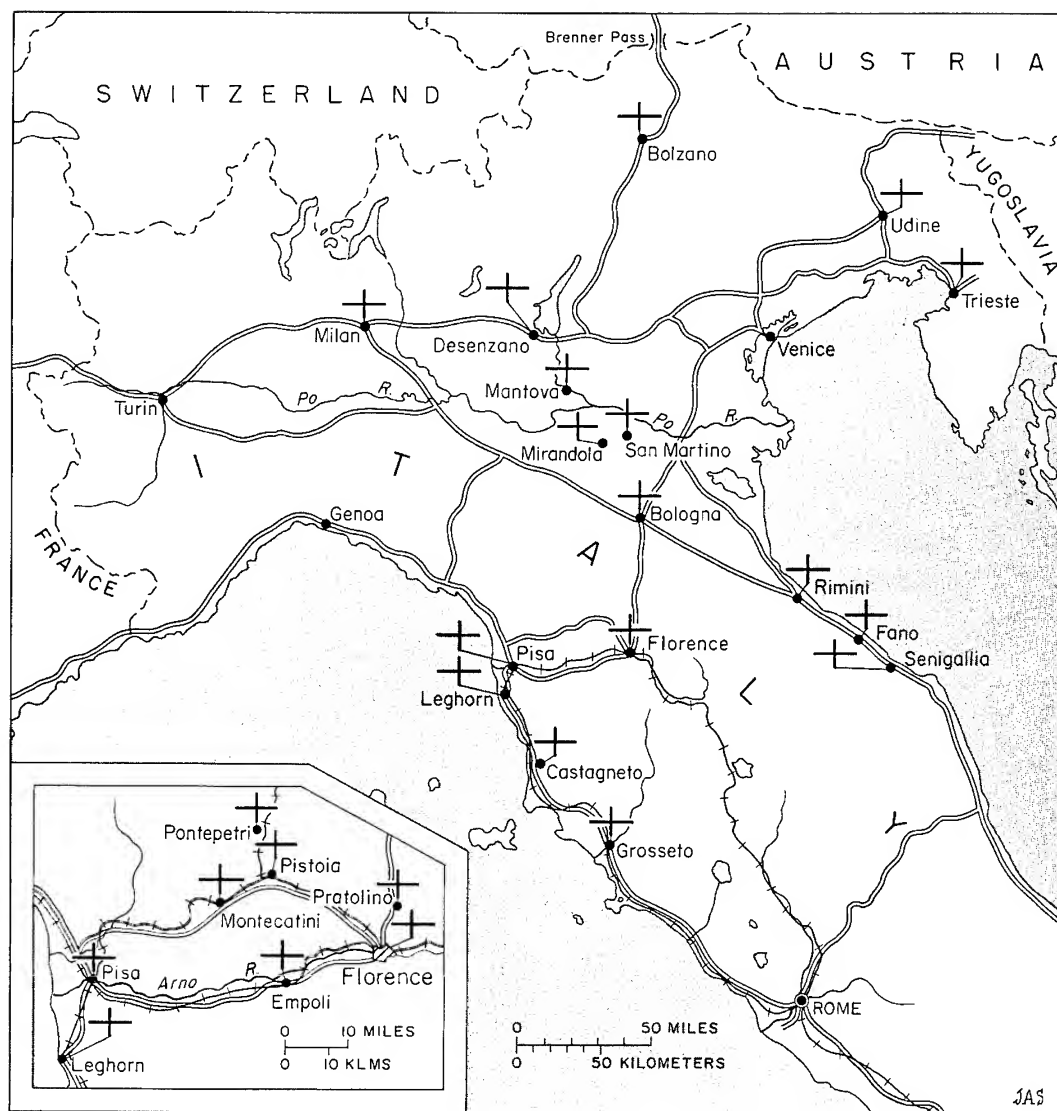 Brenner Pass
AUSTRIA
SWITZERLAND
Bolzano
YUGOSLAVIA
Udine
Trieste
Milan
Desenzano
Venice
Mantova
Po R.
Turin
Po R.
Mirandola
San Martino
ITALY
Genoa
Bologna
FRANCE
Rimini
Fano
Pisa
Florence
Senigallia
Leghorn
Castagneto
Grosseto
ROME
Pontepetri
Pistoia
Pratolino
Montecatini
Pisa
Arno R.
Florence
Empoli
Leghorn
0 10 MILES
0 10 KLMS
0 50 MILES
0 50 KILOMETERS
JAS